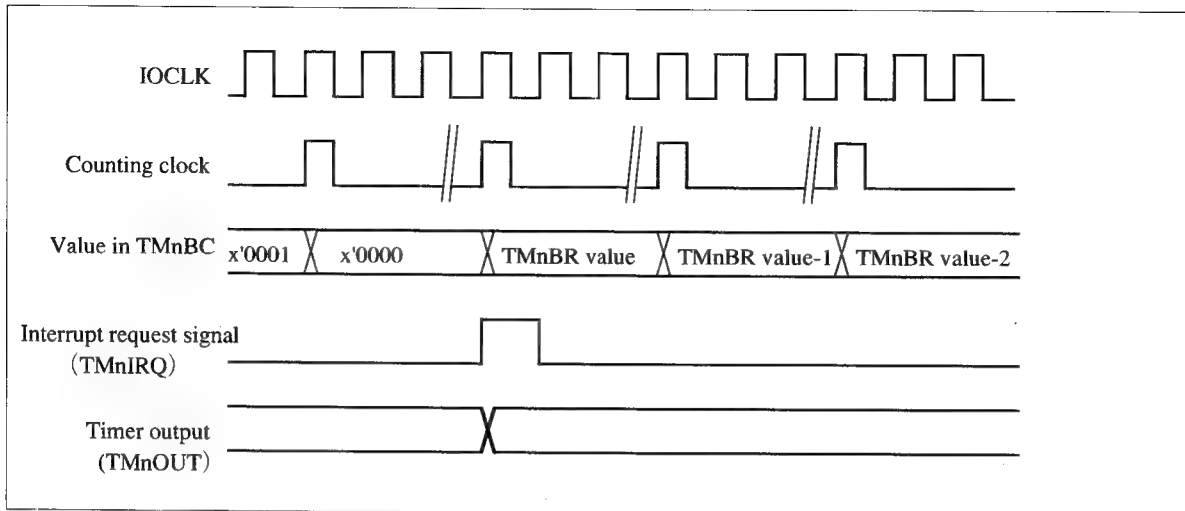 IOCLK
Counting clock
Value in TMnBC
x'0001
x'0000
TMnBR value
TMnBR value-1
TMnBR value-2
Interrupt request signal
(TMnIRQ)
Timer output
(TMnOUT)